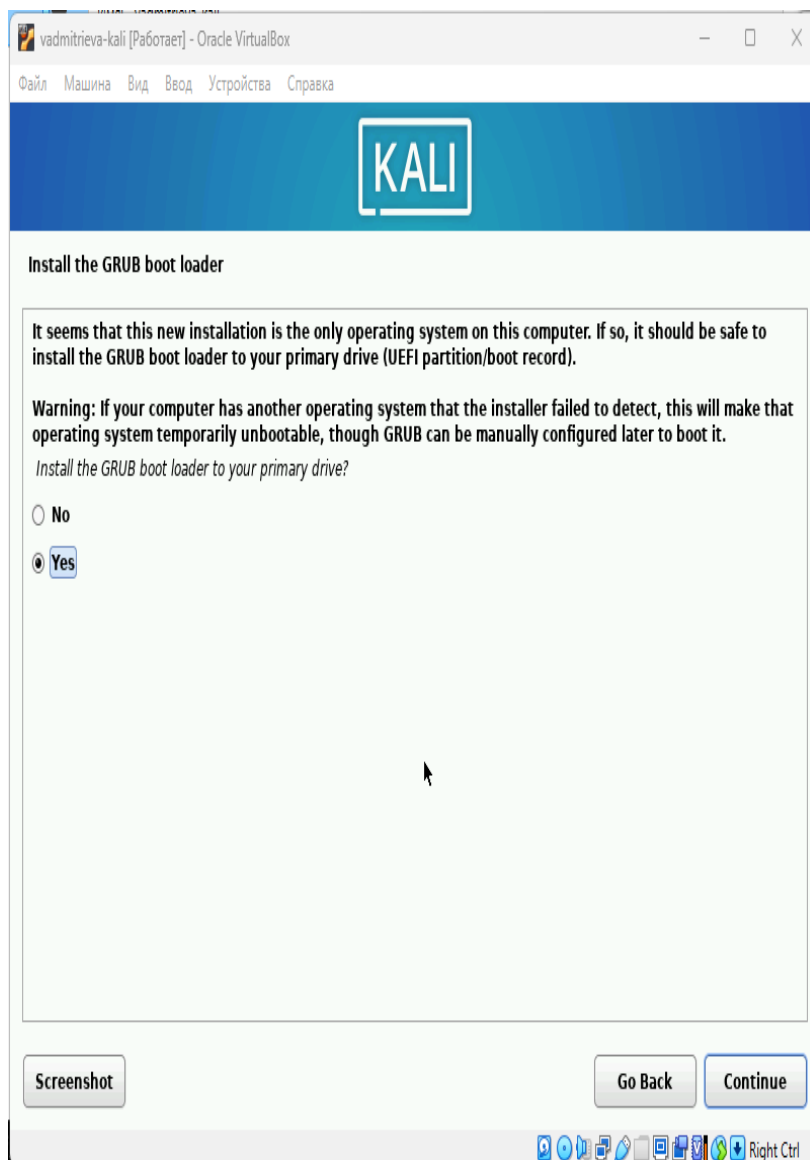 vadmitrieva-kali [Работает] - Oracle VirtualBox
Файл Машина Вид Ввод Устройства Справка
KALI
Install the GRUB boot loader
It seems that this new installation is the only operating system on this computer. If so, it should be safe to
install the GRUB boot loader to your primary drive (UEFI partition/boot record).
Warning: If your computer has another operating system that the installer failed to detect, this will make that
operating system temporarily unbootable, though GRUB can be manually configured later to boot it.
Install the GRUB boot loader to your primary drive?
No
Yes
Screenshot Go Back Continue
Right Ctrl